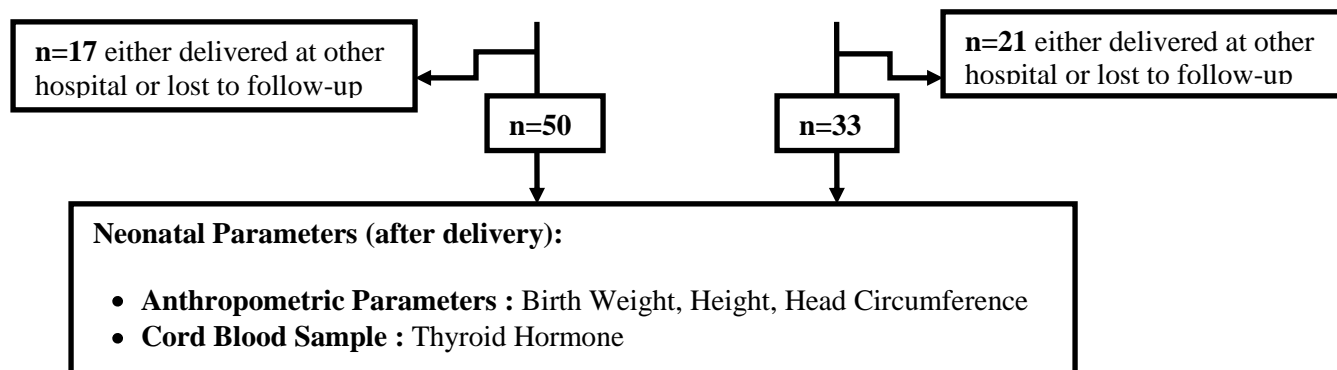 n=17 either delivered at other
hospital or lost to follow-up
n=21 either delivered at other
hospital or lost to follow-up
n=50
n=33
Neonatal Parameters (after delivery):
• Anthropometric Parameters : Birth Weight, Height, Head Circumference
• Cord Blood Sample : Thyroid Hormone